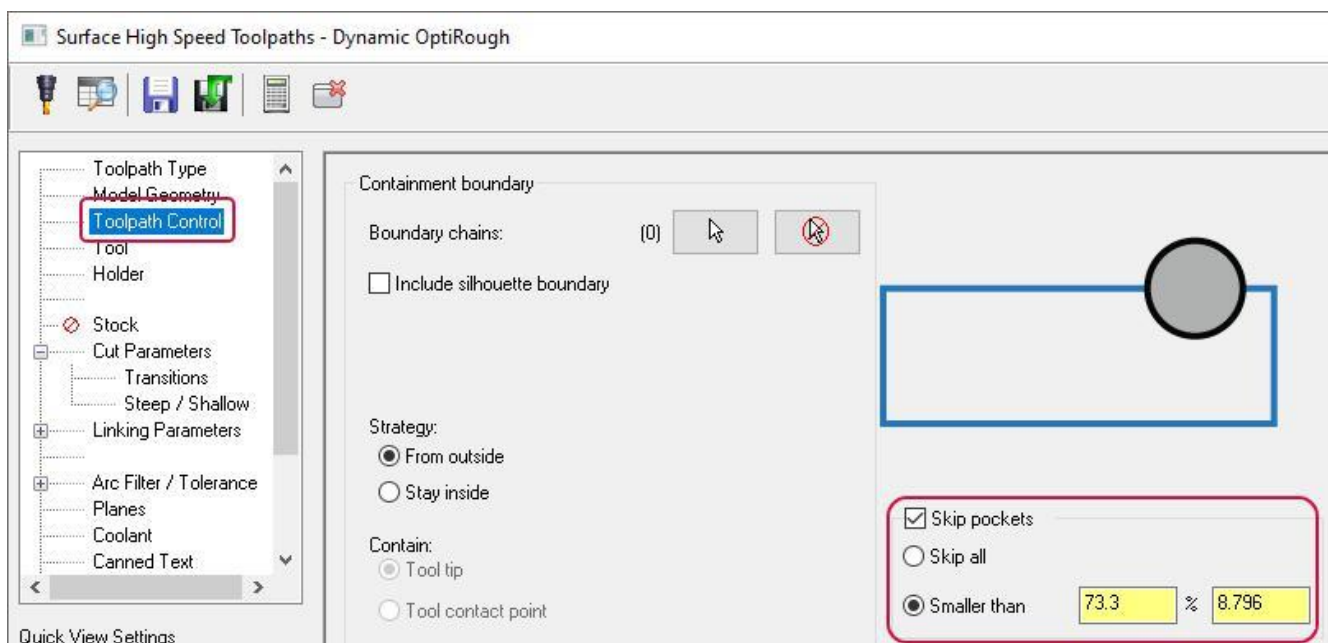 Surface High Speed Toolpaths - Dynamic OptiRough
Toolpath Type
Model Geometry
Toolpath Control
Tool
Holder
Stock
Cut Parameters
Transitions
Steep / Shallow
Linking Parameters
Arc Filter / Tolerance
Planes
Coolant
Canned Text
Quick View Settings
Containment boundary
Boundary chains: (0)
Include silhouette boundary
Strategy:
From outside
Stay inside
Contain:
Tool tip
Tool contact point
Skip pockets
Skip all
Smaller than 73.3 % 8.796